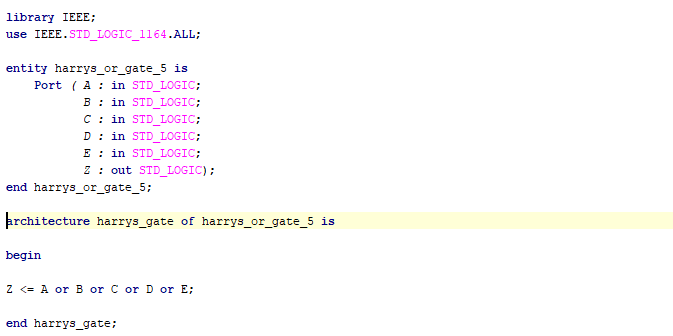 library IEEE;
use IEEE.STD_LOGIC_1164.ALL;
entity harrys_or_gate_5 is
Port ( A : in STD_LOGIC;
B : in STD_LOGIC;
C : in STD_LOGIC;
D : in STD_LOGIC;
E : in STD_LOGIC;
Z : out STD_LOGIC);
end harrys_or_gate_5;
architecture harrys_gate of harrys_or_gate_5 is
begin
Z <= A or B or C or D or E;
end harrys_gate;